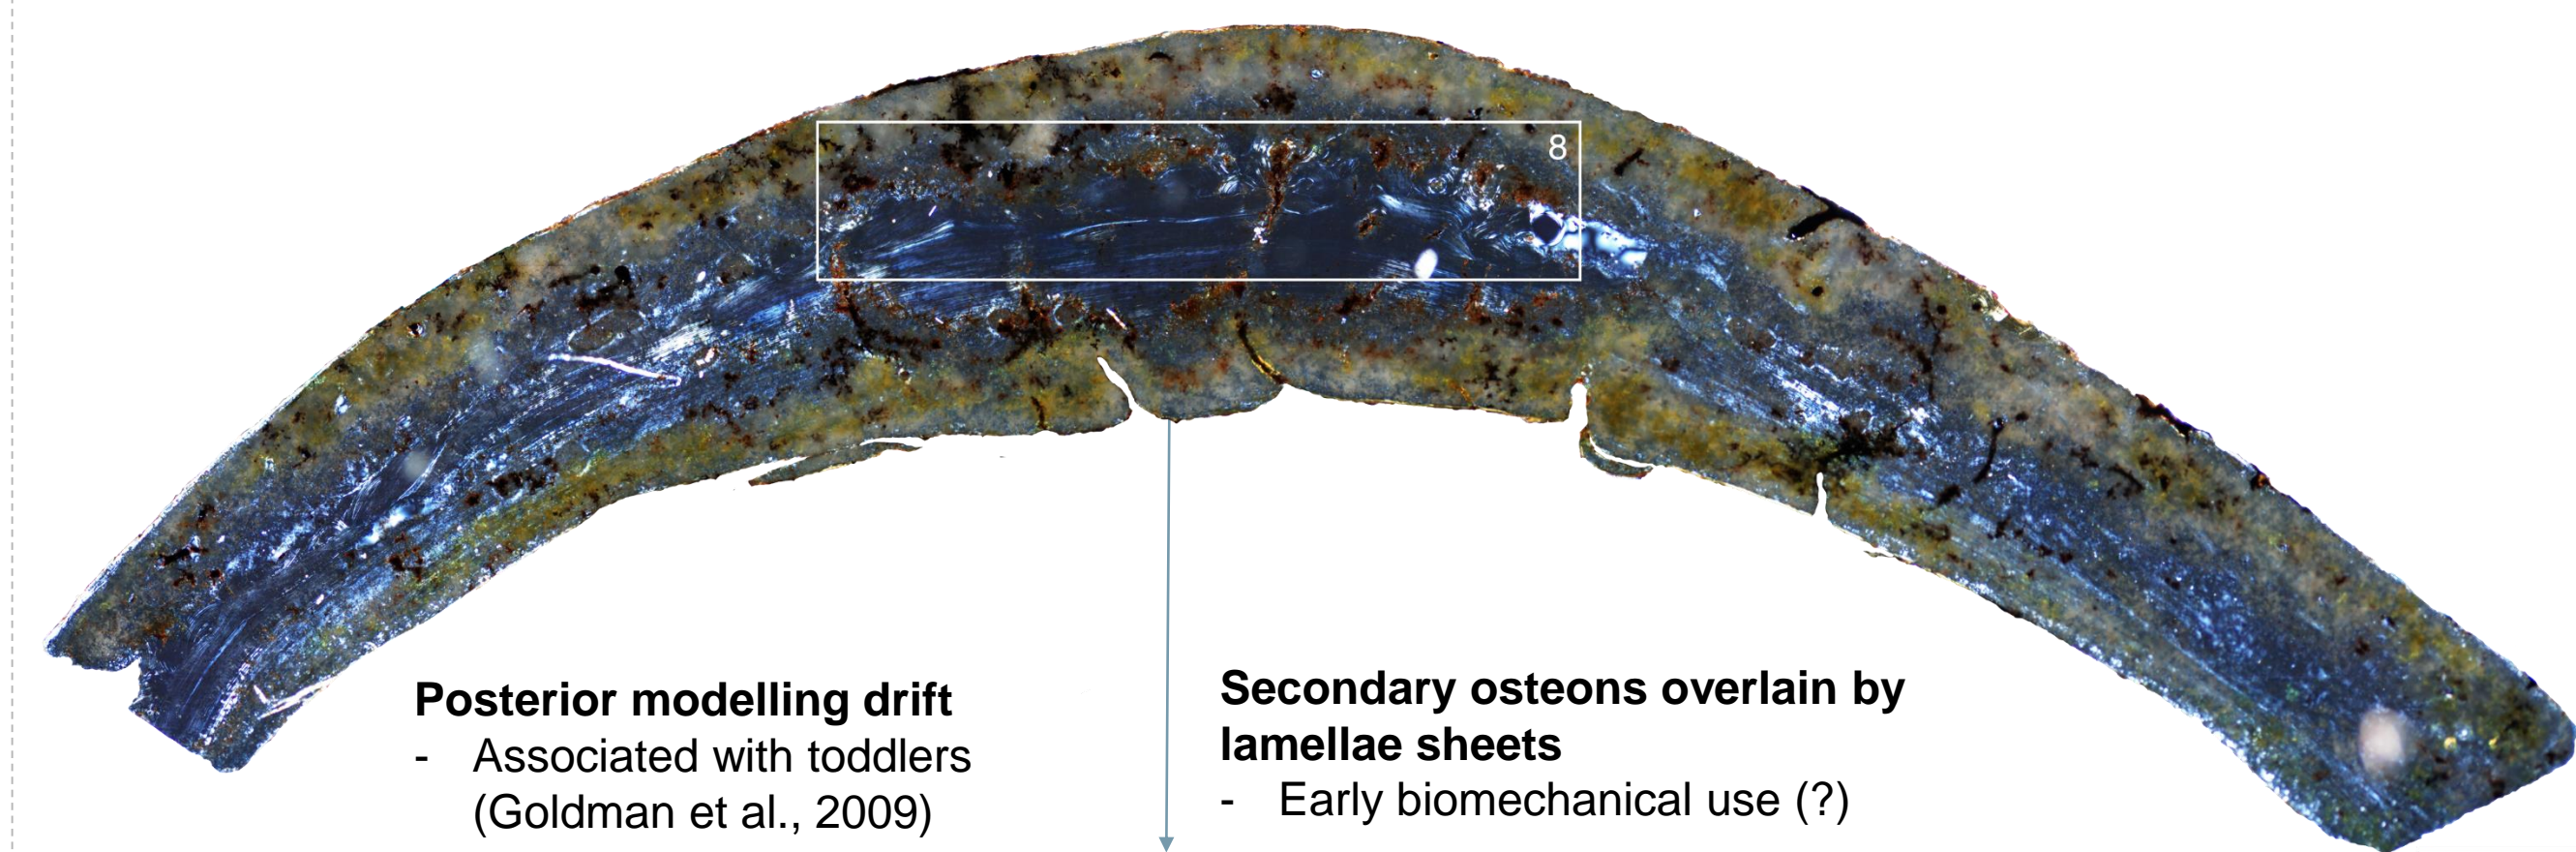 8
Posterior modelling drift
- Associated with toddlers
(Goldman et al., 2009)
Secondary osteons overlain by
lamellae sheets
- Early biomechanical use (?)